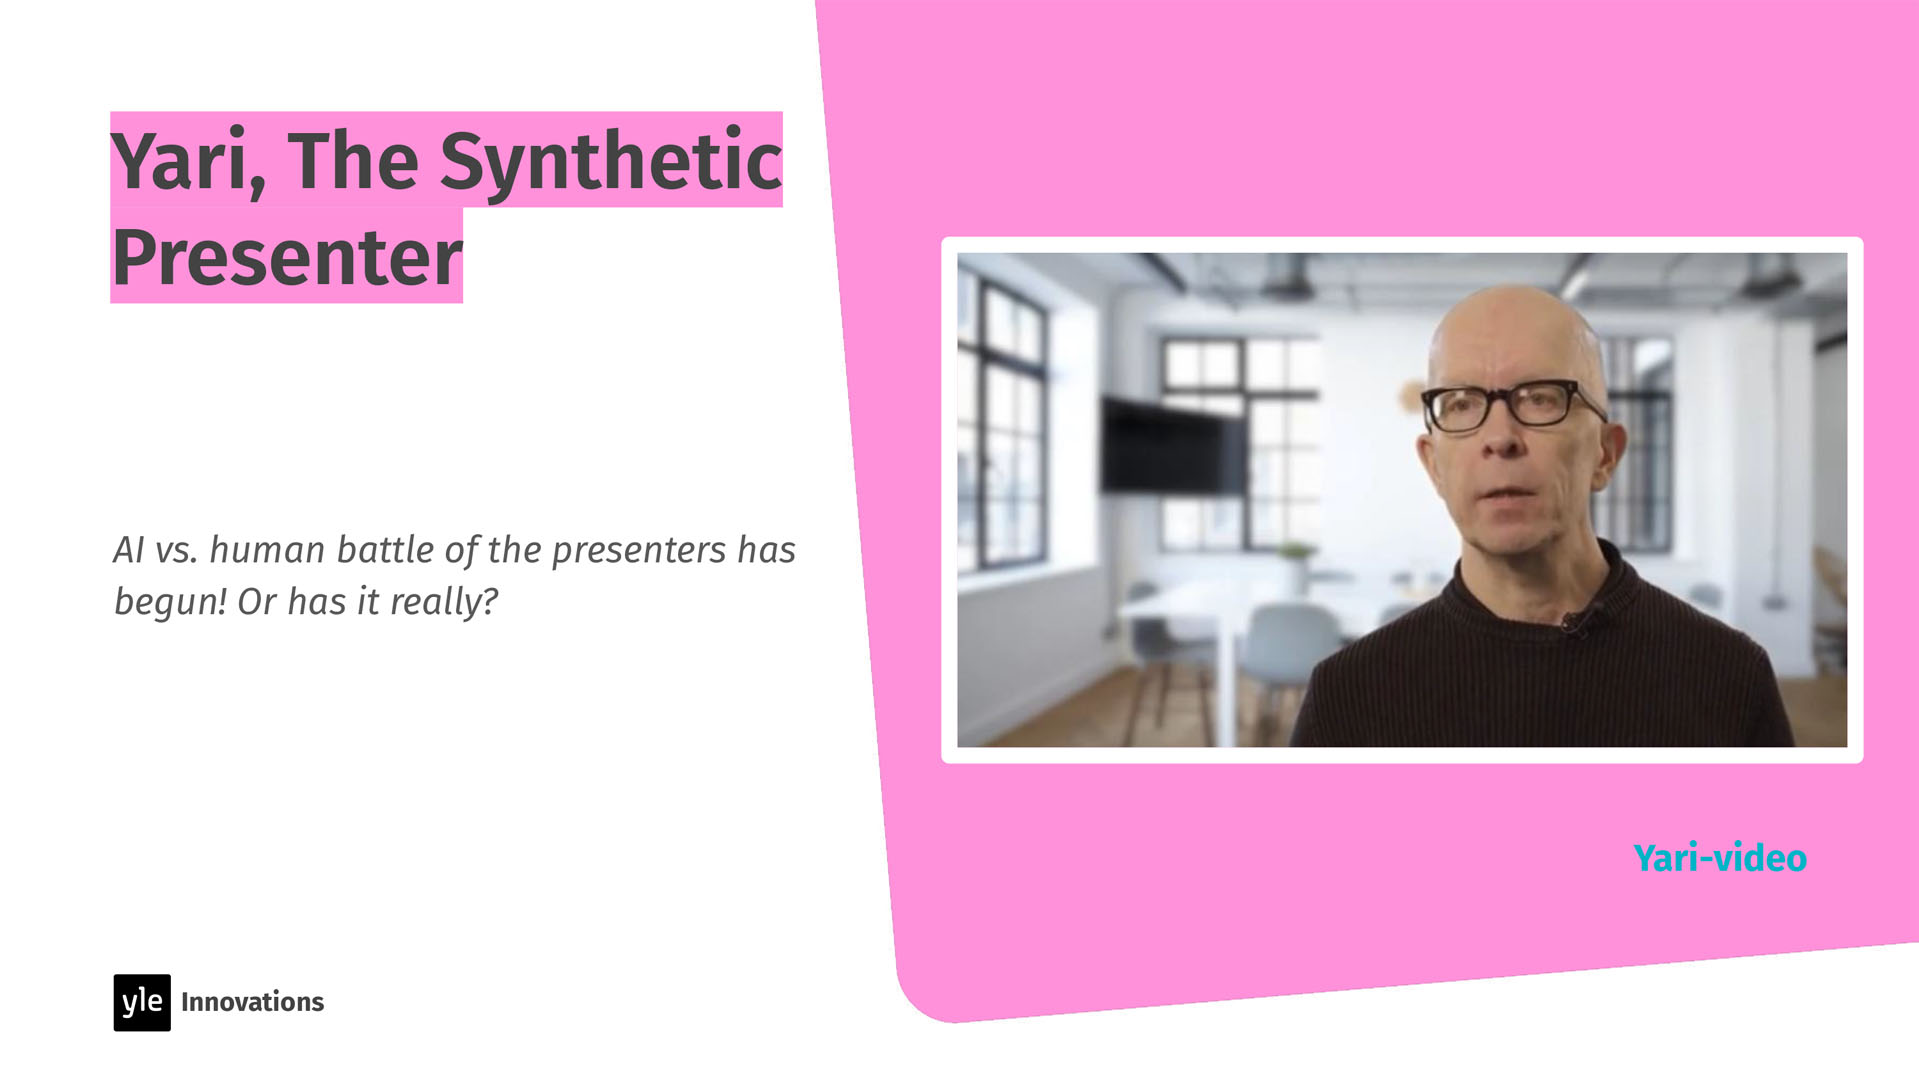 Yari, The Synthetic
Presenter
AI vs. human battle of the presenters has
begun! Or has it really?
Yari-video
yle Innovations